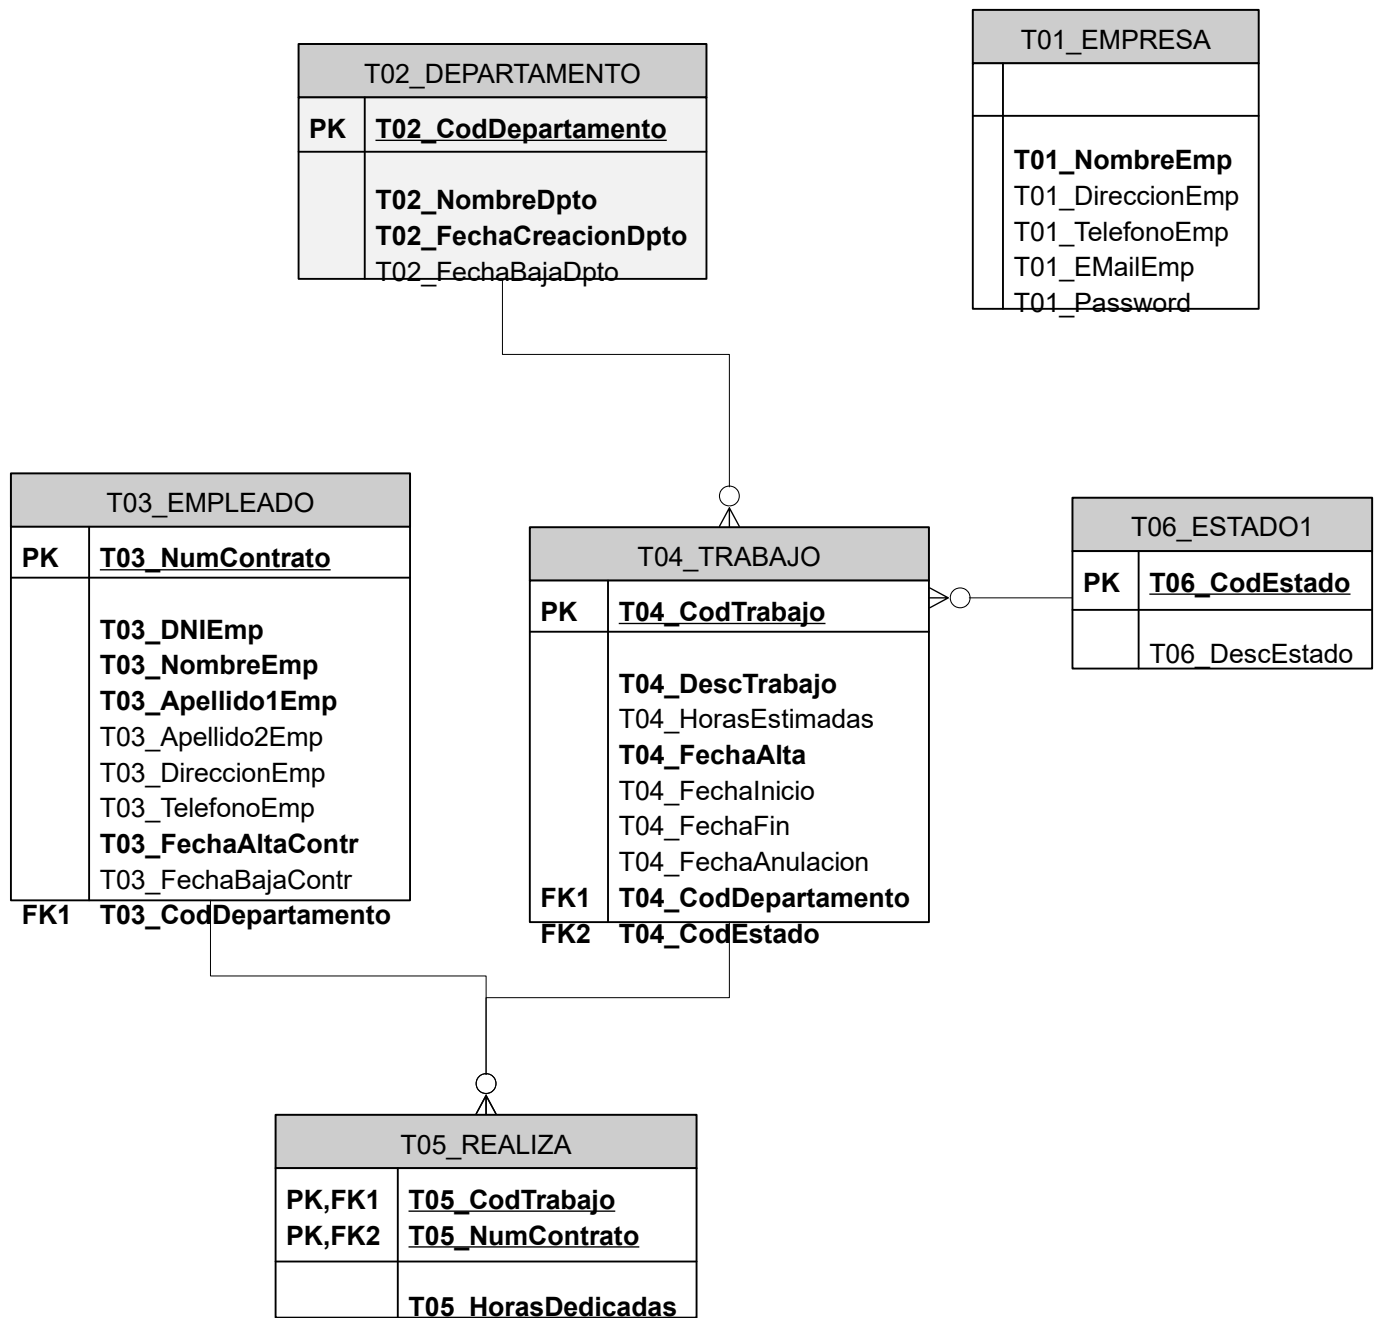 T01_EMPRESA
T01_NombreEmp
T01_DireccionEmp
T01_TelefonoEmp
T01_EMailEmp
T01_Password
T02_DEPARTAMENTO
PK T02_CodDepartamento
T02_NombreDpto
T02_FechaCreacionDpto
T02_FechaBajaDpto
T03_EMPLEADO
PK T03_NumContrato
T03_DNIEmp
T03_NombreEmp
T03_Apellido1Emp
T03_Apellido2Emp
T03_DireccionEmp
T03_TelefonoEmp
T03_FechaAltaContr
T03_FechaBajaContr
FK1 T03_CodDepartamento
T04_TRABAJO
PK T04_CodTrabajo
T04_DescTrabajo
T04_HorasEstimadas
T04_FechaAlta
T04_FechaInicio
T04_FechaFin
T04_FechaAnulacion
FK1 T04_CodDepartamento
FK2 T04_CodEstado
T06_ESTADO1
PK T06_CodEstado
T06_DescEstado
T05_REALIZA
PK,FK1 T05_CodTrabajo
PK,FK2 T05_NumContrato
T05_HorasDedicadas